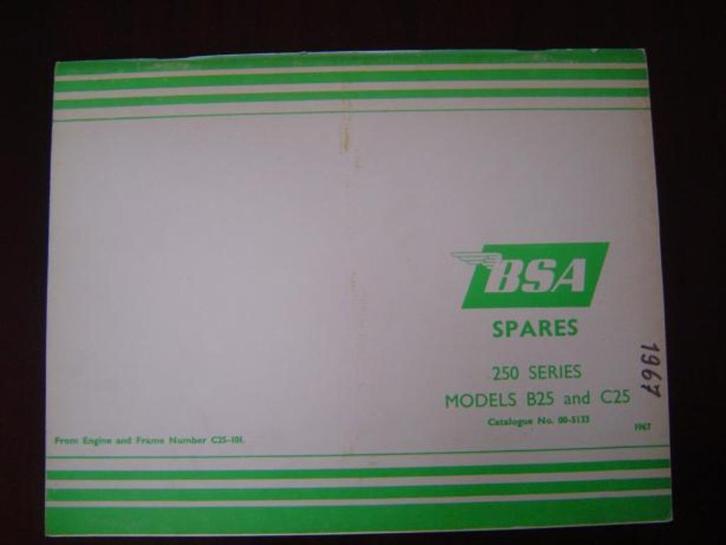 BSA
SPARES
250 SERIES
MODELS B25 and C25
Catalogue No. 00-5133
1967
1967
From Engine and Frame Number C25-101.